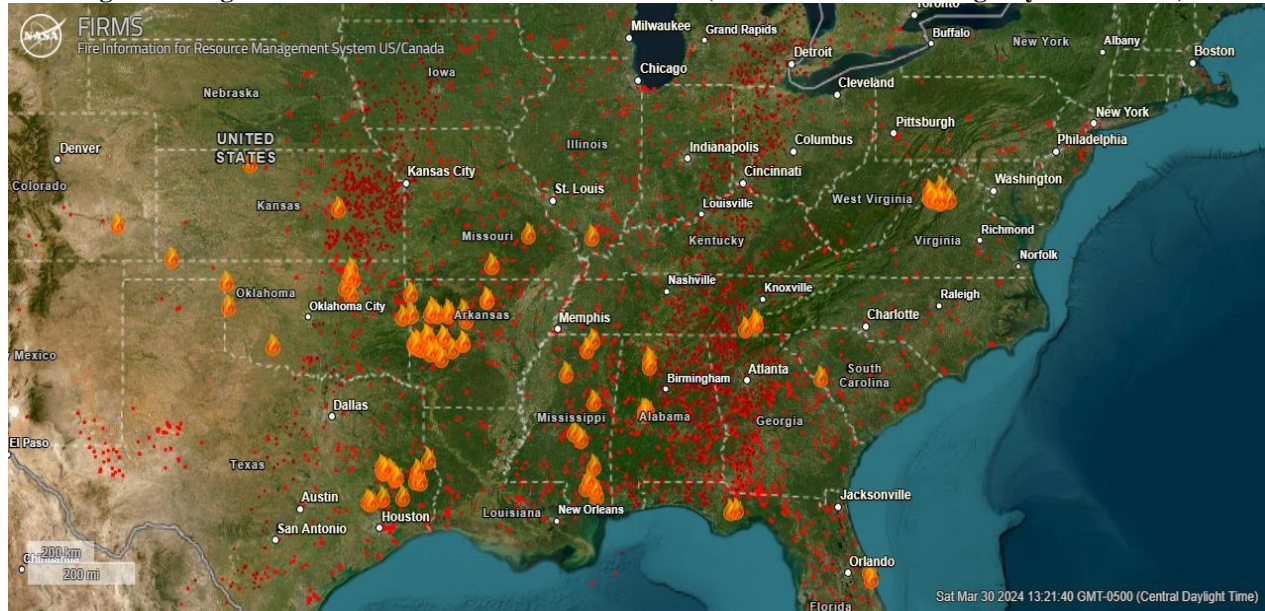 FIRMS
Fire Information for Resource Management System US/Canada
Milwaukee
Grand Rapids
Toronto
Buffalo
New York
Albany
Boston
Detroit
Chicago
Cleveland
Iowa
Nebraska
New York
Pittsburgh
Philadelphia
UNITED
STATES
Illinois
Indianapolis
Columbus
Denver
Colorado
Kansas City
Cincinnati
Washington
St. Louis
West Virginia
Kansas
Louisville
Missouri
Kentucky
Virginia
Richmond
Norfolk
Nashville
Knoxville
Raleigh
Oklahoma
Oklahoma City
Arkansas
Memphis
Charlotte
Mexico
South
Carolina
Birmingham
Atlanta
Dallas
Mississippi
Alabama
Georgia
El Paso
Texas
Austin
Jacksonville
Louisiana
New Orleans
Houston
San Antonio
200 km
200 mi
Orlando
Florida
Sat Mar 30 2024 13:21:40 GMT-0500 (Central Daylight Time)